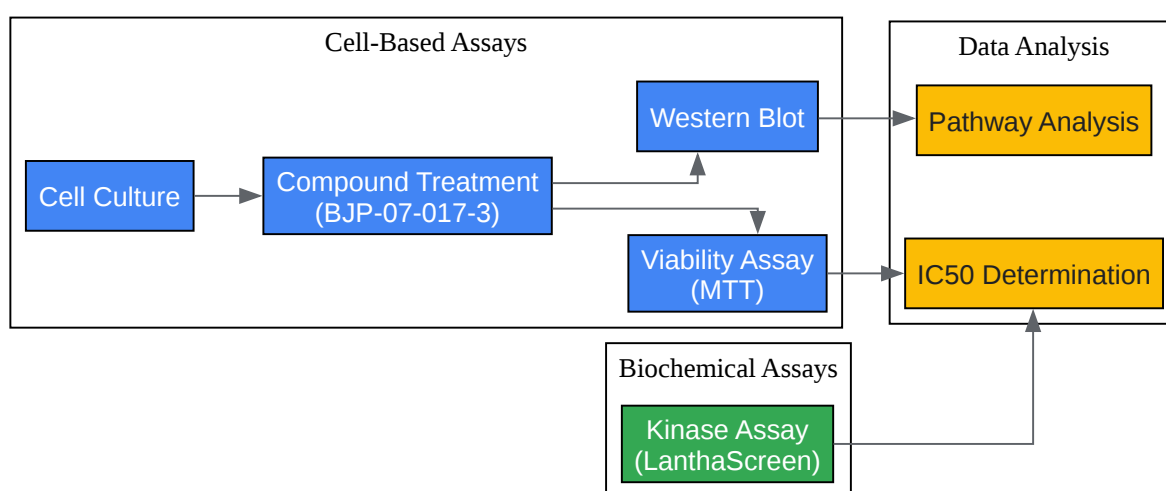 Cell-Based Assays
Cell Culture
Compound Treatment
(BJP-07-017-3)
Western Blot
Viability Assay
(MTT)
Data Analysis
Pathway Analysis
IC50 Determination
Biochemical Assays
Kinase Assay
(LanthaScreen)